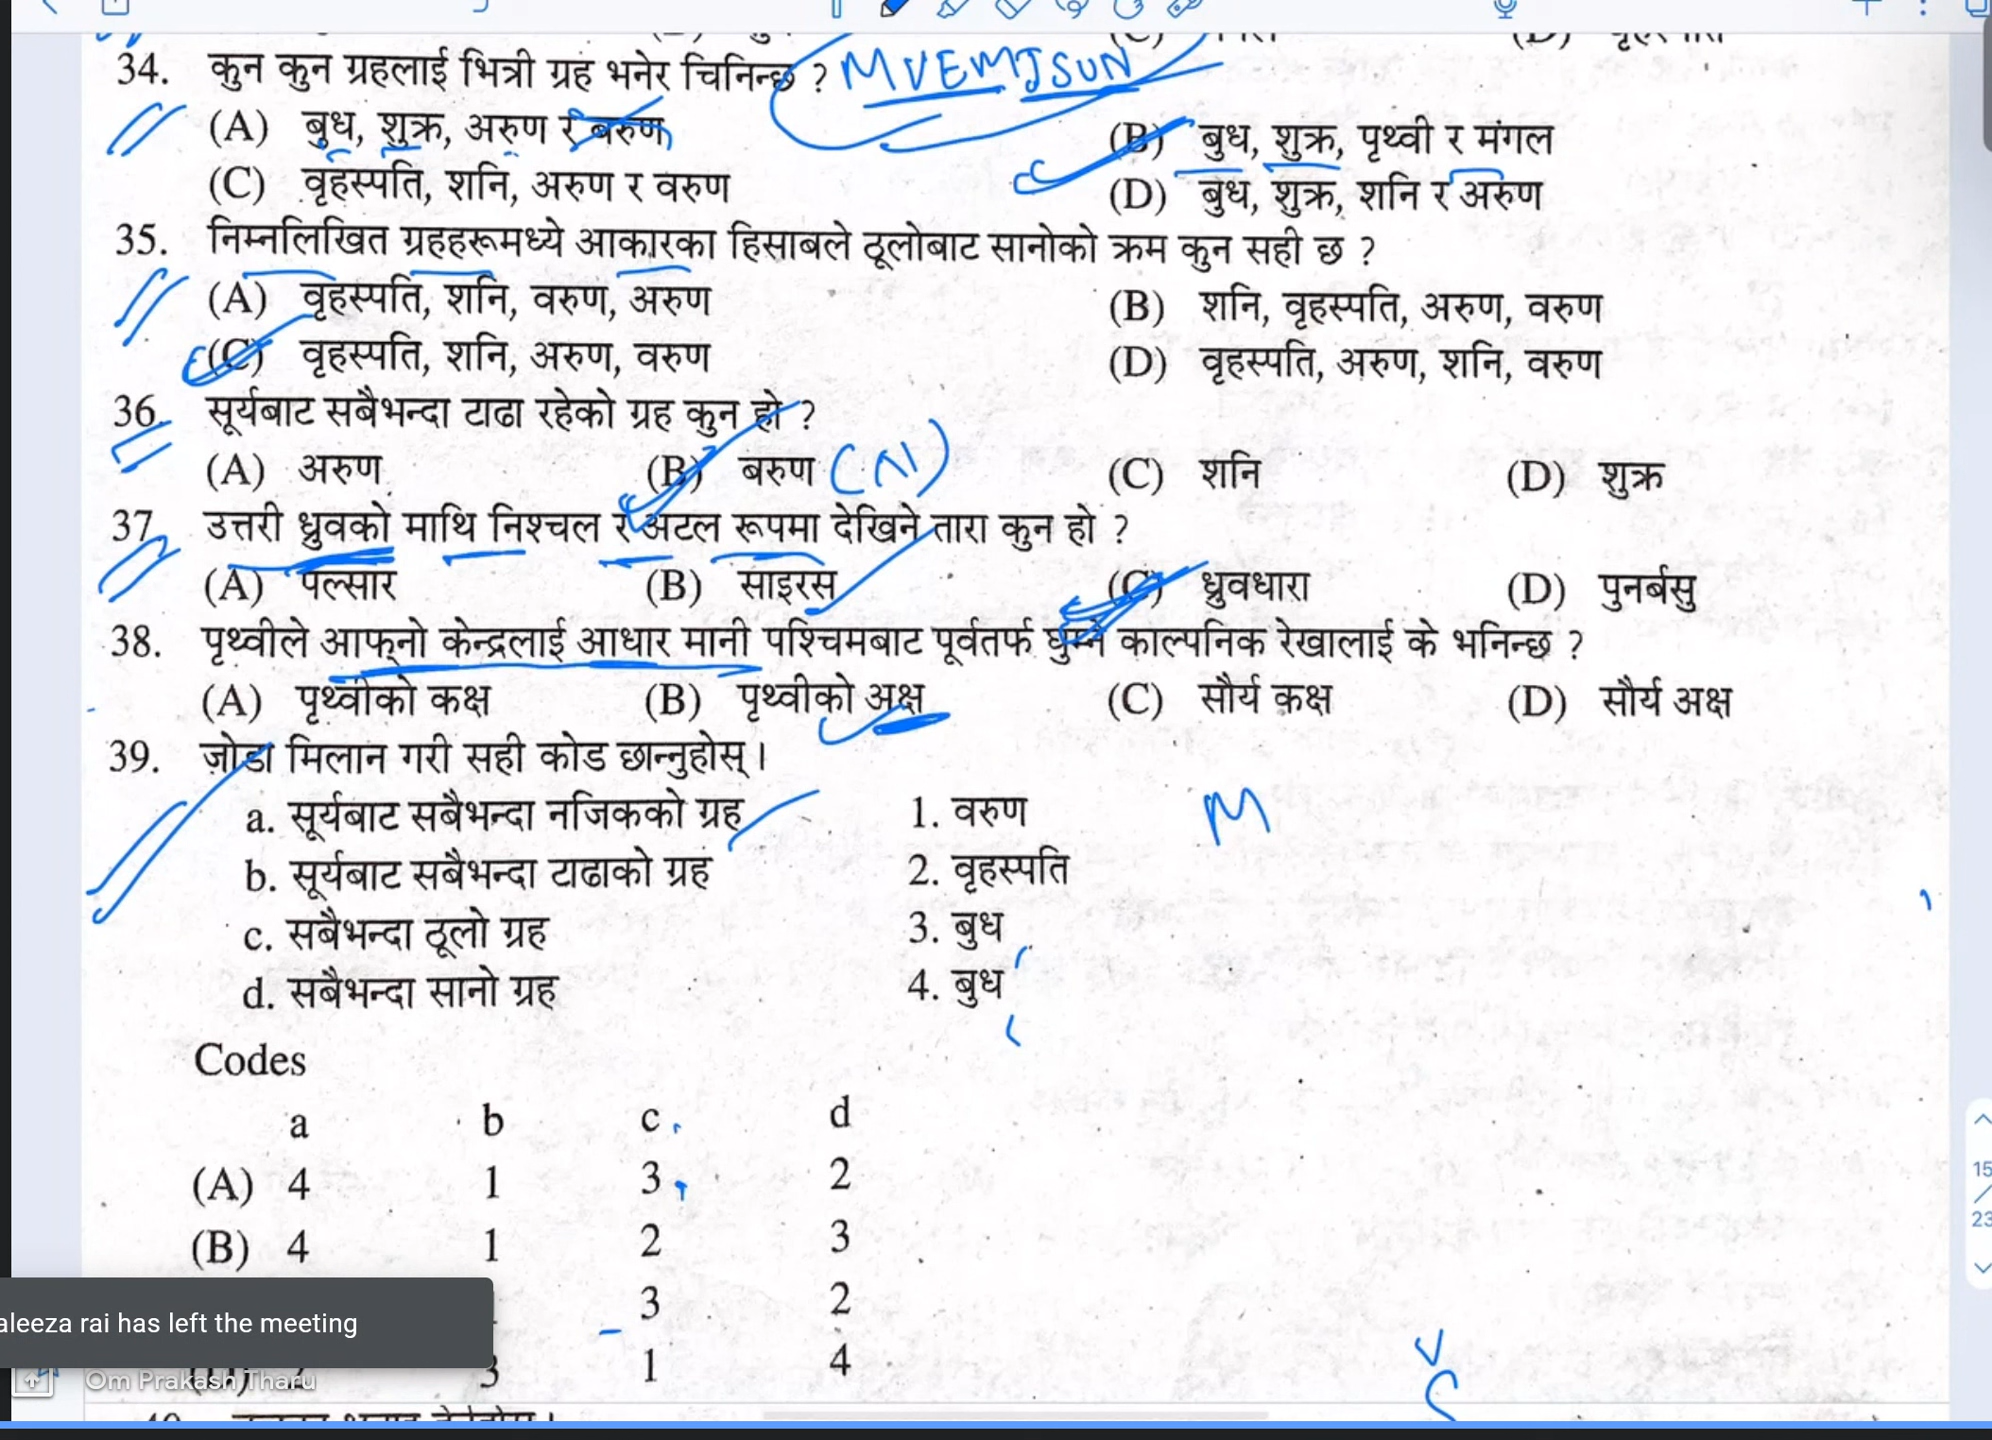 34. कुन कुन ग्रहलाई भित्री ग्रह भनेर चिनिन्छ ? MVEMJSUN
(A) बुध, शुक्र, अरुण र बरुण (B) बुध, शुक्र, पृथ्वी र मंगल
(C) वृहस्पति, शनि, अरुण र वरुण (D) बुध, शुक्र, शनि र अरुण
35. निम्नलिखित ग्रहहरूमध्ये आकारका हिसाबले ठूलोबाट सानोको क्रम कुन सही छ ?
(A) वृहस्पति, शनि, वरुण, अरुण (B) शनि, वृहस्पति, अरुण, वरुण
(C) वृहस्पति, शनि, अरुण, वरुण (D) वृहस्पति, अरुण, शनि, वरुण
36. सूर्यबाट सबैभन्दा टाढा रहेको ग्रह कुन हो ?
(A) अरुण (B) बरुण (N) (C) शनि (D) शुक्र
37. उत्तरी ध्रुवको माथि निश्चल र अटल रूपमा देखिने तारा कुन हो ?
(A) पल्सार (B) साइरस (C) ध्रुवधारा (D) पुनर्बसु
38. पृथ्वीले आफ्नो केन्द्रलाई आधार मानी पश्चिमबाट पूर्वतर्फ घुम्ने काल्पनिक रेखालाई के भनिन्छ ?
(A) पृथ्वीको कक्ष (B) पृथ्वीको अक्ष (C) सौर्य कक्ष (D) सौर्य अक्ष
39. जोडा मिलान गरी सही कोड छान्नुहोस् ।
a. सूर्यबाट सबैभन्दा नजिकको ग्रह 1. वरुण M
b. सूर्यबाट सबैभन्दा टाढाको ग्रह 2. वृहस्पति
c. सबैभन्दा ठूलो ग्रह 3. बुध
d. सबैभन्दा सानो ग्रह 4. बुध
Codes
a b c d
(A) 4 1 3 2
(B) 4 1 2 3
3 2
aleeza rai has left the meeting
3 1 4
Om Prakash Tharu
15
23